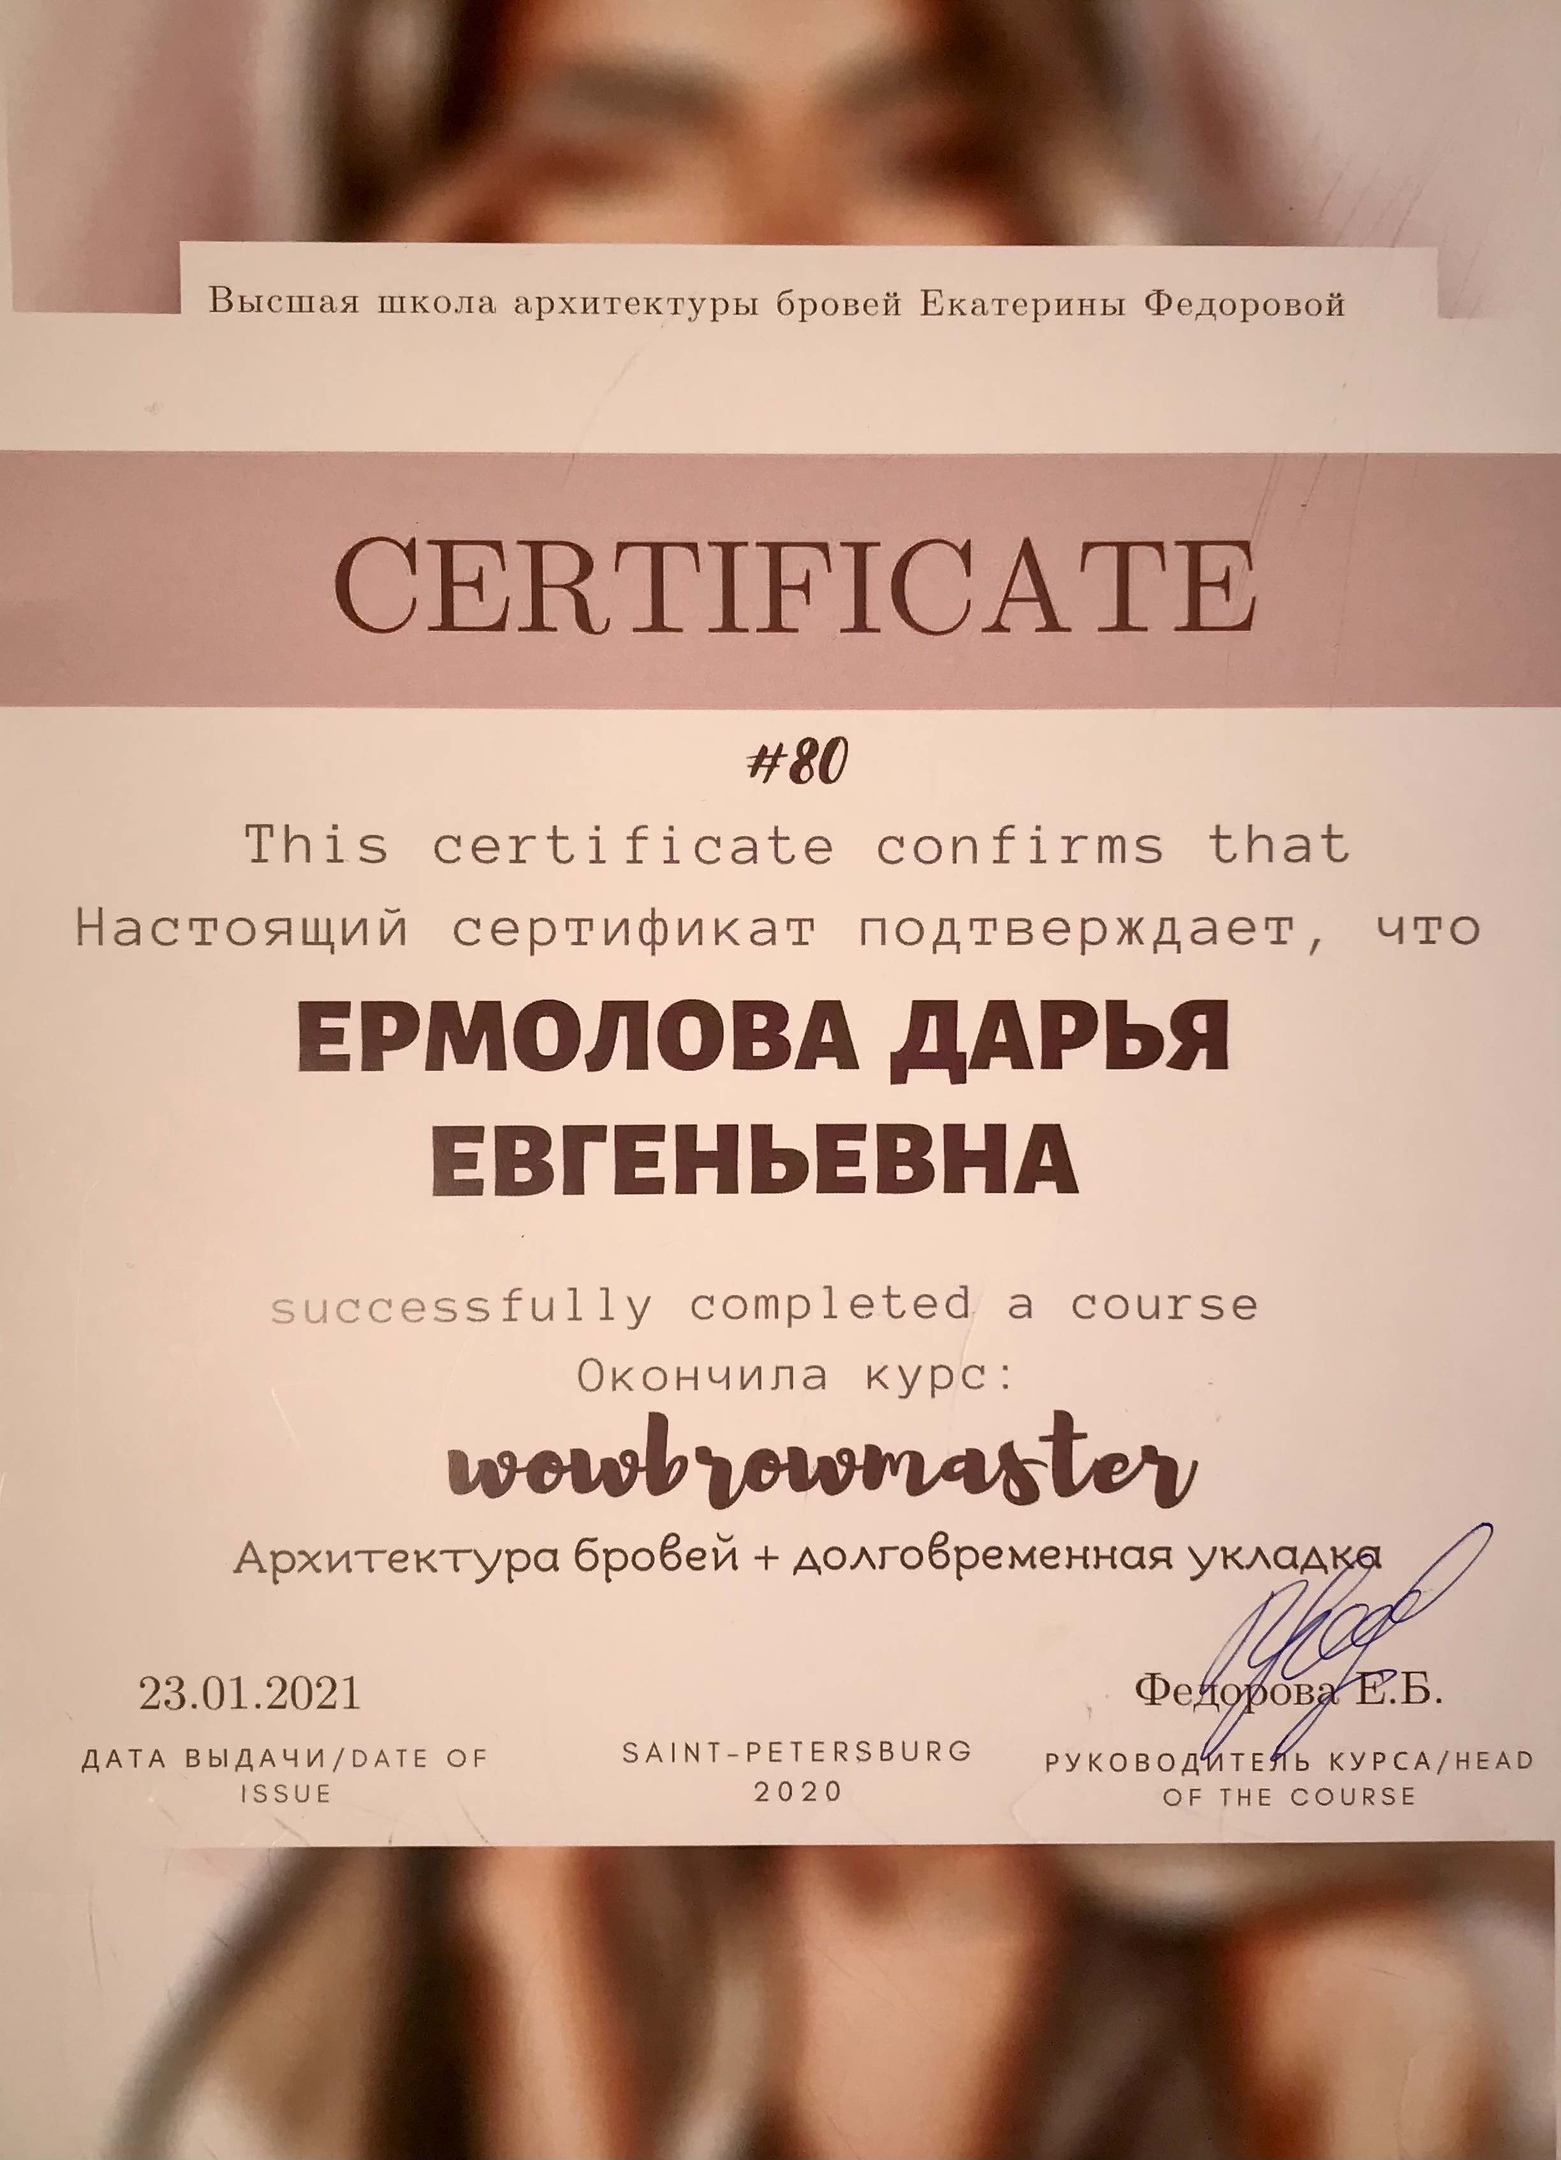 Высшая школа архитектуры бровей Екатерины Федоровой
CERTIFICATE
#80
This certificate confirms that
Настоящий сертификат подтверждает, что
ЕРМОЛОВА ДАРЬЯ
ЕВГЕНЬЕВНА
successfully completed a course
Окончила курс:
wowbrowmaster
Архитектура бровей + долговременная укладка
23.01.2021
ДАТА ВЫДАЧИ/DATE OF
ISSUE
SAINT-PETERSBURG
2020
Федорова Е.Б.
РУКОВОДИТЕЛЬ КУРСА/HEAD
OF THE COURSE